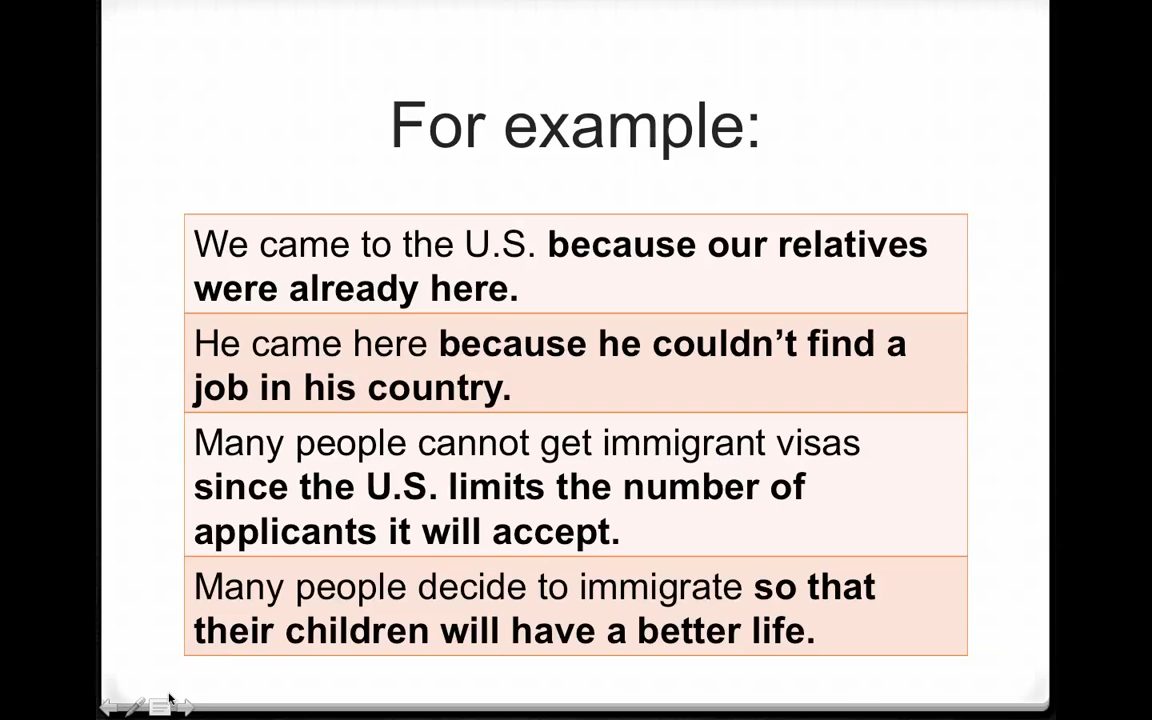 For example:
We came to the U.S. because our relatives
were already here.
He came here because he couldn’t find a
job in his country.
Many people cannot get immigrant visas
since the U.S. limits the number of
applicants it will accept.
Many people decide to immigrate so that
their children will have a better life.